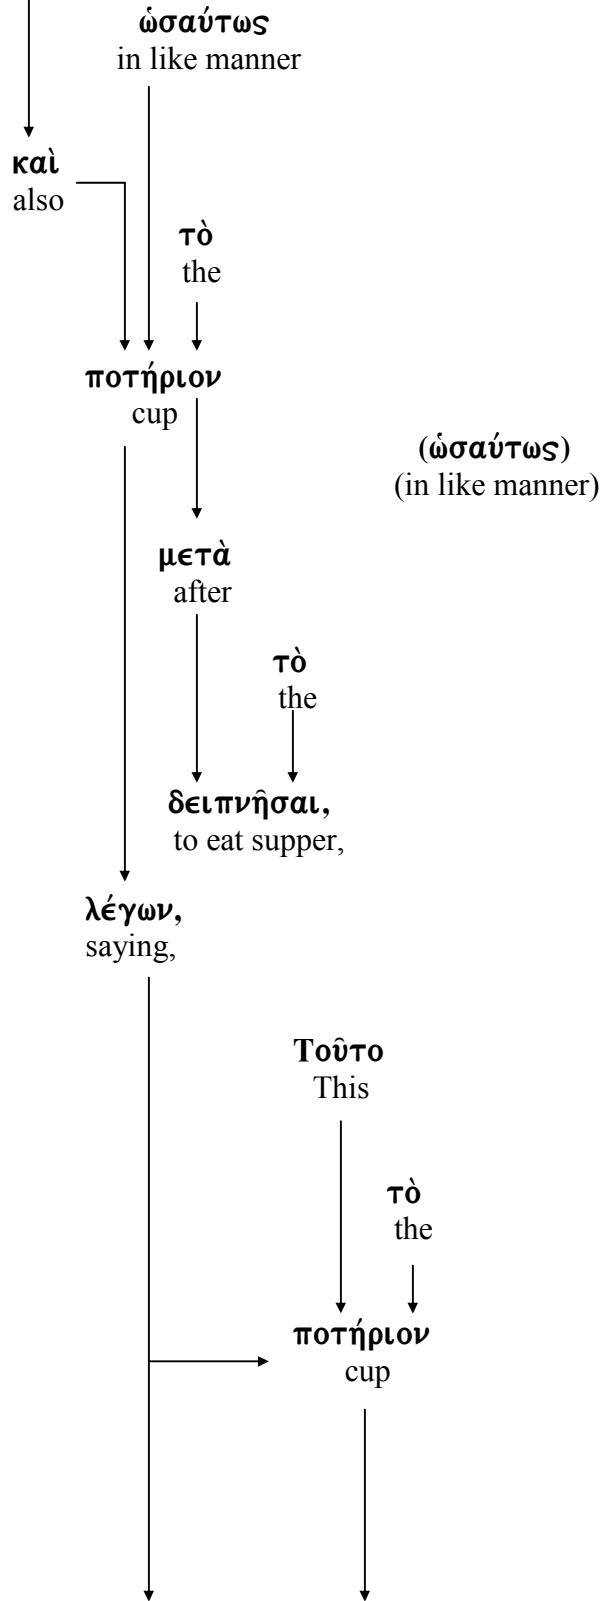 ὡσαύτως
in like manner
καὶ
also
τὸ
the
ποτήριον
cup
(ὡσαύτως)
(in like manner)
μετὰ
after
τὸ
the
δειπνῆσαι,
to eat supper,
λέγων,
saying,
Τοῦτο
This
τὸ
the
ποτήριον
cup